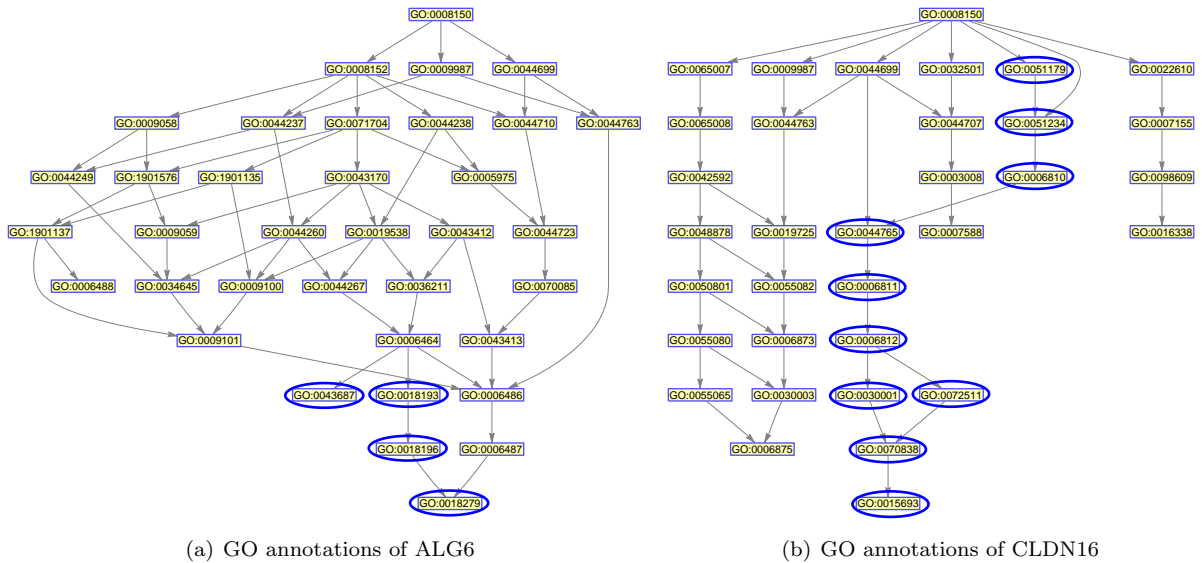 GO:0008150
GO:0008152 GO:0009987 GO:0044699
GO:0009058 GO:0044237 GO:0071704 GO:0044238 GO:0044710 GO:0044763
GO:0044249 GO:1901576 GO:1901135 GO:0043170 GO:0005975
GO:1901137 GO:0009059 GO:0044260 GO:0019538 GO:0043412 GO:0044723
GO:0006488 GO:0034645 GO:0009100 GO:0044267 GO:0036211 GO:0070085
GO:0009101 GO:0006464 GO:0043413
GO:0043687 GO:0018193 GO:0006486
GO:0018196 GO:0006487
GO:0018279
(a) GO annotations of ALG6
GO:0008150
GO:0065007 GO:0009987 GO:0044699 GO:0032501 GO:0051179 GO:0022610
GO:0065008 GO:0044763 GO:0044707 GO:0051234 GO:0007155
GO:0042592 GO:0003008 GO:0006810 GO:0098609
GO:0048878 GO:0019725 GO:0044765 GO:0007588 GO:0016338
GO:0050801 GO:0055082 GO:0006811
GO:0055080 GO:0006873 GO:0006812
GO:0055065 GO:0030003 GO:0030001 GO:0072511
GO:0006875 GO:0070838
GO:0015693
(b) GO annotations of CLDN16